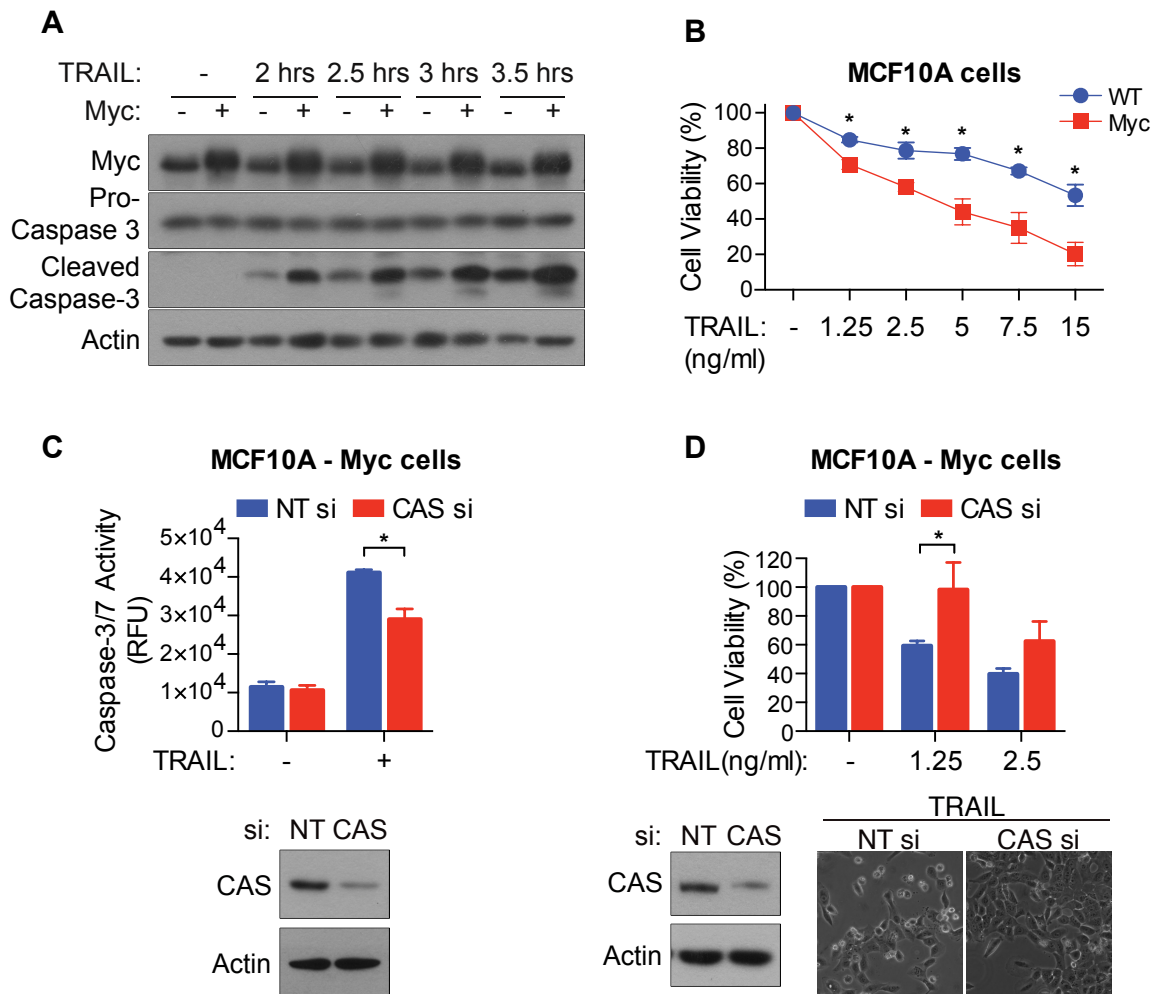 A
TRAIL: - 2 hrs 2.5 hrs 3 hrs 3.5 hrs
Myc: - + - + - + - + - +
Myc
Pro-
Caspase 3
Cleaved
Caspase-3
Actin
B
MCF10A cells
WT
Myc
Cell Viability (%)
100
80
60
40
20
0
* * * * *
TRAIL: - 1.25 2.5 5 7.5 15
(ng/ml)
C
MCF10A - Myc cells
NT si CAS si
Caspase-3/7 Activity
(RFU)
5×10⁴
4×10⁴
3×10⁴
2×10⁴
1×10⁴
0
*
TRAIL: - +
si: NT CAS
CAS
Actin
D
MCF10A - Myc cells
NT si CAS si
Cell Viability (%)
120
100
80
60
40
20
0
*
TRAIL(ng/ml): - 1.25 2.5
si: NT CAS
CAS
Actin
TRAIL
NT si CAS si